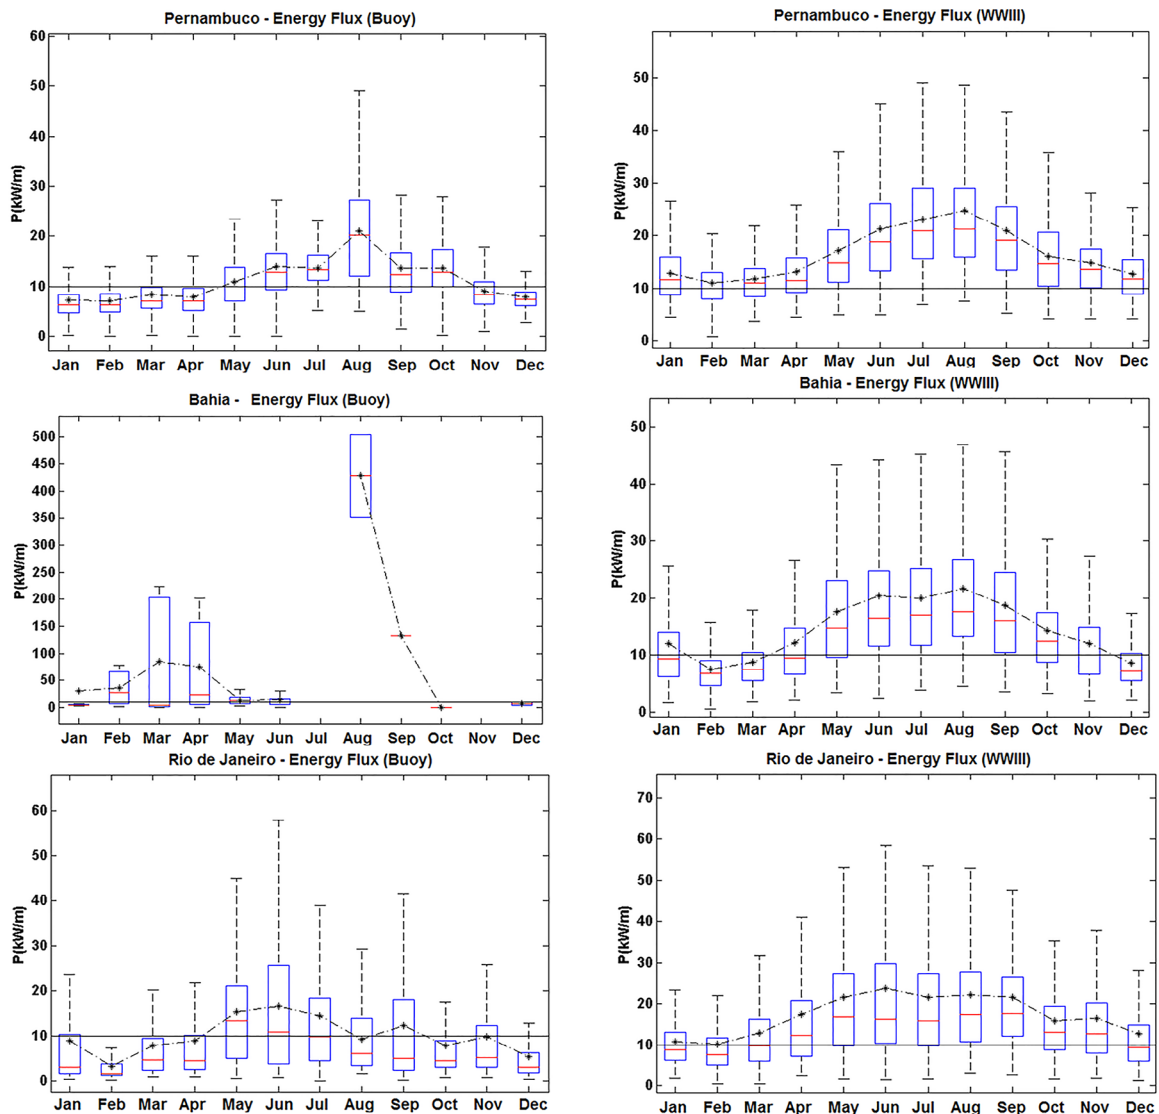 Pernambuco - Energy Flux (Buoy)
P(kW/m)
60
50
40
30
20
10
0
Jan Feb Mar Apr May Jun Jul Aug Sep Oct Nov Dec
Pernambuco - Energy Flux (WWIII)
P(kW/m)
50
40
30
20
10
0
Jan Feb Mar Apr May Jun Jul Aug Sep Oct Nov Dec
Bahia - Energy Flux (Buoy)
P(kW/m)
500
450
400
350
300
250
200
150
100
50
0
Jan Feb Mar Apr May Jun Jul Aug Sep Oct Nov Dec
Bahia - Energy Flux (WWIII)
P(kW/m)
50
40
30
20
10
0
Jan Feb Mar Apr May Jun Jul Aug Sep Oct Nov Dec
Rio de Janeiro - Energy Flux (Buoy)
P(kW/m)
60
50
40
30
20
10
0
Jan Feb Mar Apr May Jun Jul Aug Sep Oct Nov Dec
Rio de Janeiro - Energy Flux (WWIII)
P(kW/m)
70
60
50
40
30
20
10
0
Jan Feb Mar Apr May Jun Jul Aug Sep Oct Nov Dec